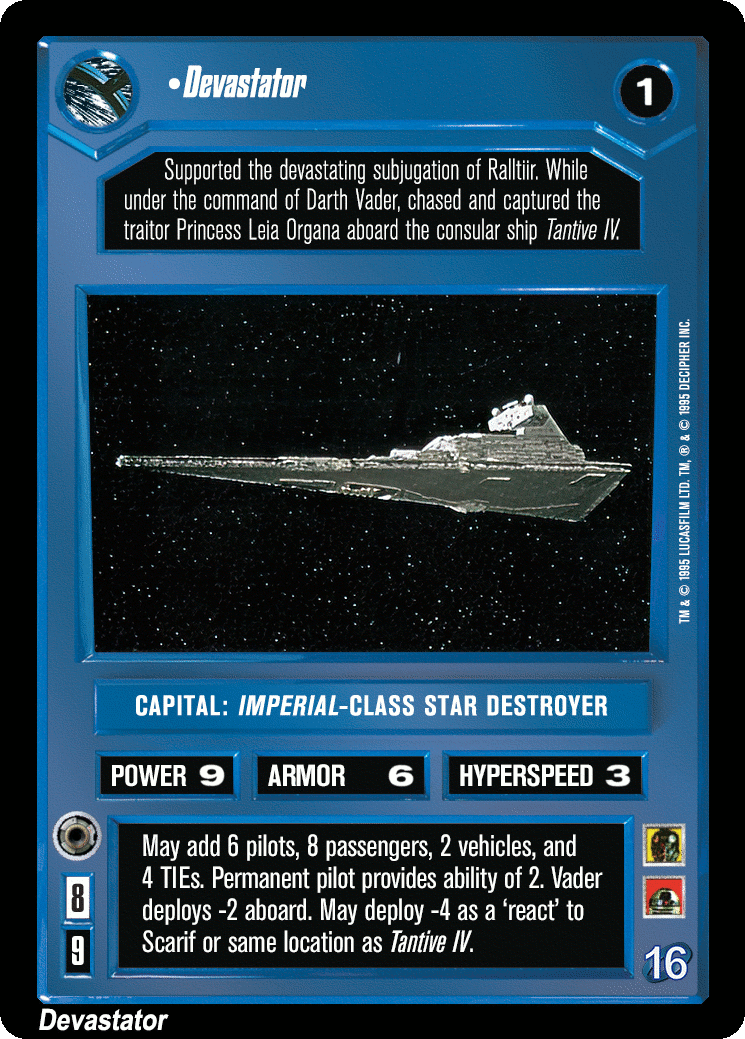 •Devastator
1
Supported the devastating subjugation of Ralltiir. While
under the command of Darth Vader, chased and captured the
traitor Princess Leia Organa aboard the consular ship Tantive IV.
TM & © 1995 LUCASFILM LTD. TM, ® & © 1995 DECIPHER INC.
CAPITAL: IMPERIAL-CLASS STAR DESTROYER
POWER 9 ARMOR 6 HYPERSPEED 3
May add 6 pilots, 8 passengers, 2 vehicles, and
4 TIEs. Permanent pilot provides ability of 2. Vader
deploys -2 aboard. May deploy -4 as a ‘react’ to
Scarif or same location as Tantive IV.
8
9
16
Devastator